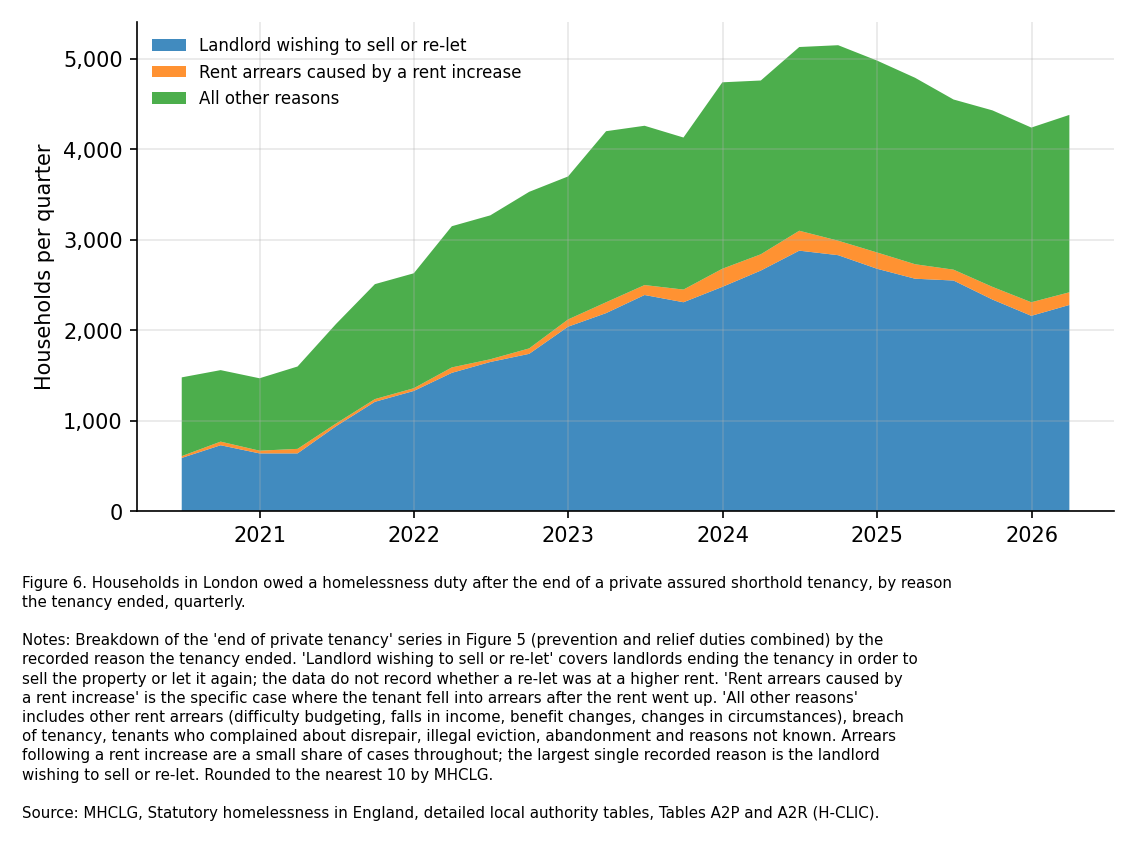 Landlord wishing to sell or re-let
Rent arrears caused by a rent increase
All other reasons
Households per quarter
5,000
4,000
3,000
2,000
1,000
0
2021
2022
2023
2024
2025
2026
Figure 6. Households in London owed a homelessness duty after the end of a private assured shorthold tenancy, by reason
the tenancy ended, quarterly.
Notes: Breakdown of the 'end of private tenancy' series in Figure 5 (prevention and relief duties combined) by the
recorded reason the tenancy ended. 'Landlord wishing to sell or re-let' covers landlords ending the tenancy in order to
sell the property or let it again; the data do not record whether a re-let was at a higher rent. 'Rent arrears caused by
a rent increase' is the specific case where the tenant fell into arrears after the rent went up. 'All other reasons'
includes other rent arrears (difficulty budgeting, falls in income, benefit changes, changes in circumstances), breach
of tenancy, tenants who complained about disrepair, illegal eviction, abandonment and reasons not known. Arrears
following a rent increase are a small share of cases throughout; the largest single recorded reason is the landlord
wishing to sell or re-let. Rounded to the nearest 10 by MHCLG.
Source: MHCLG, Statutory homelessness in England, detailed local authority tables, Tables A2P and A2R (H-CLIC).